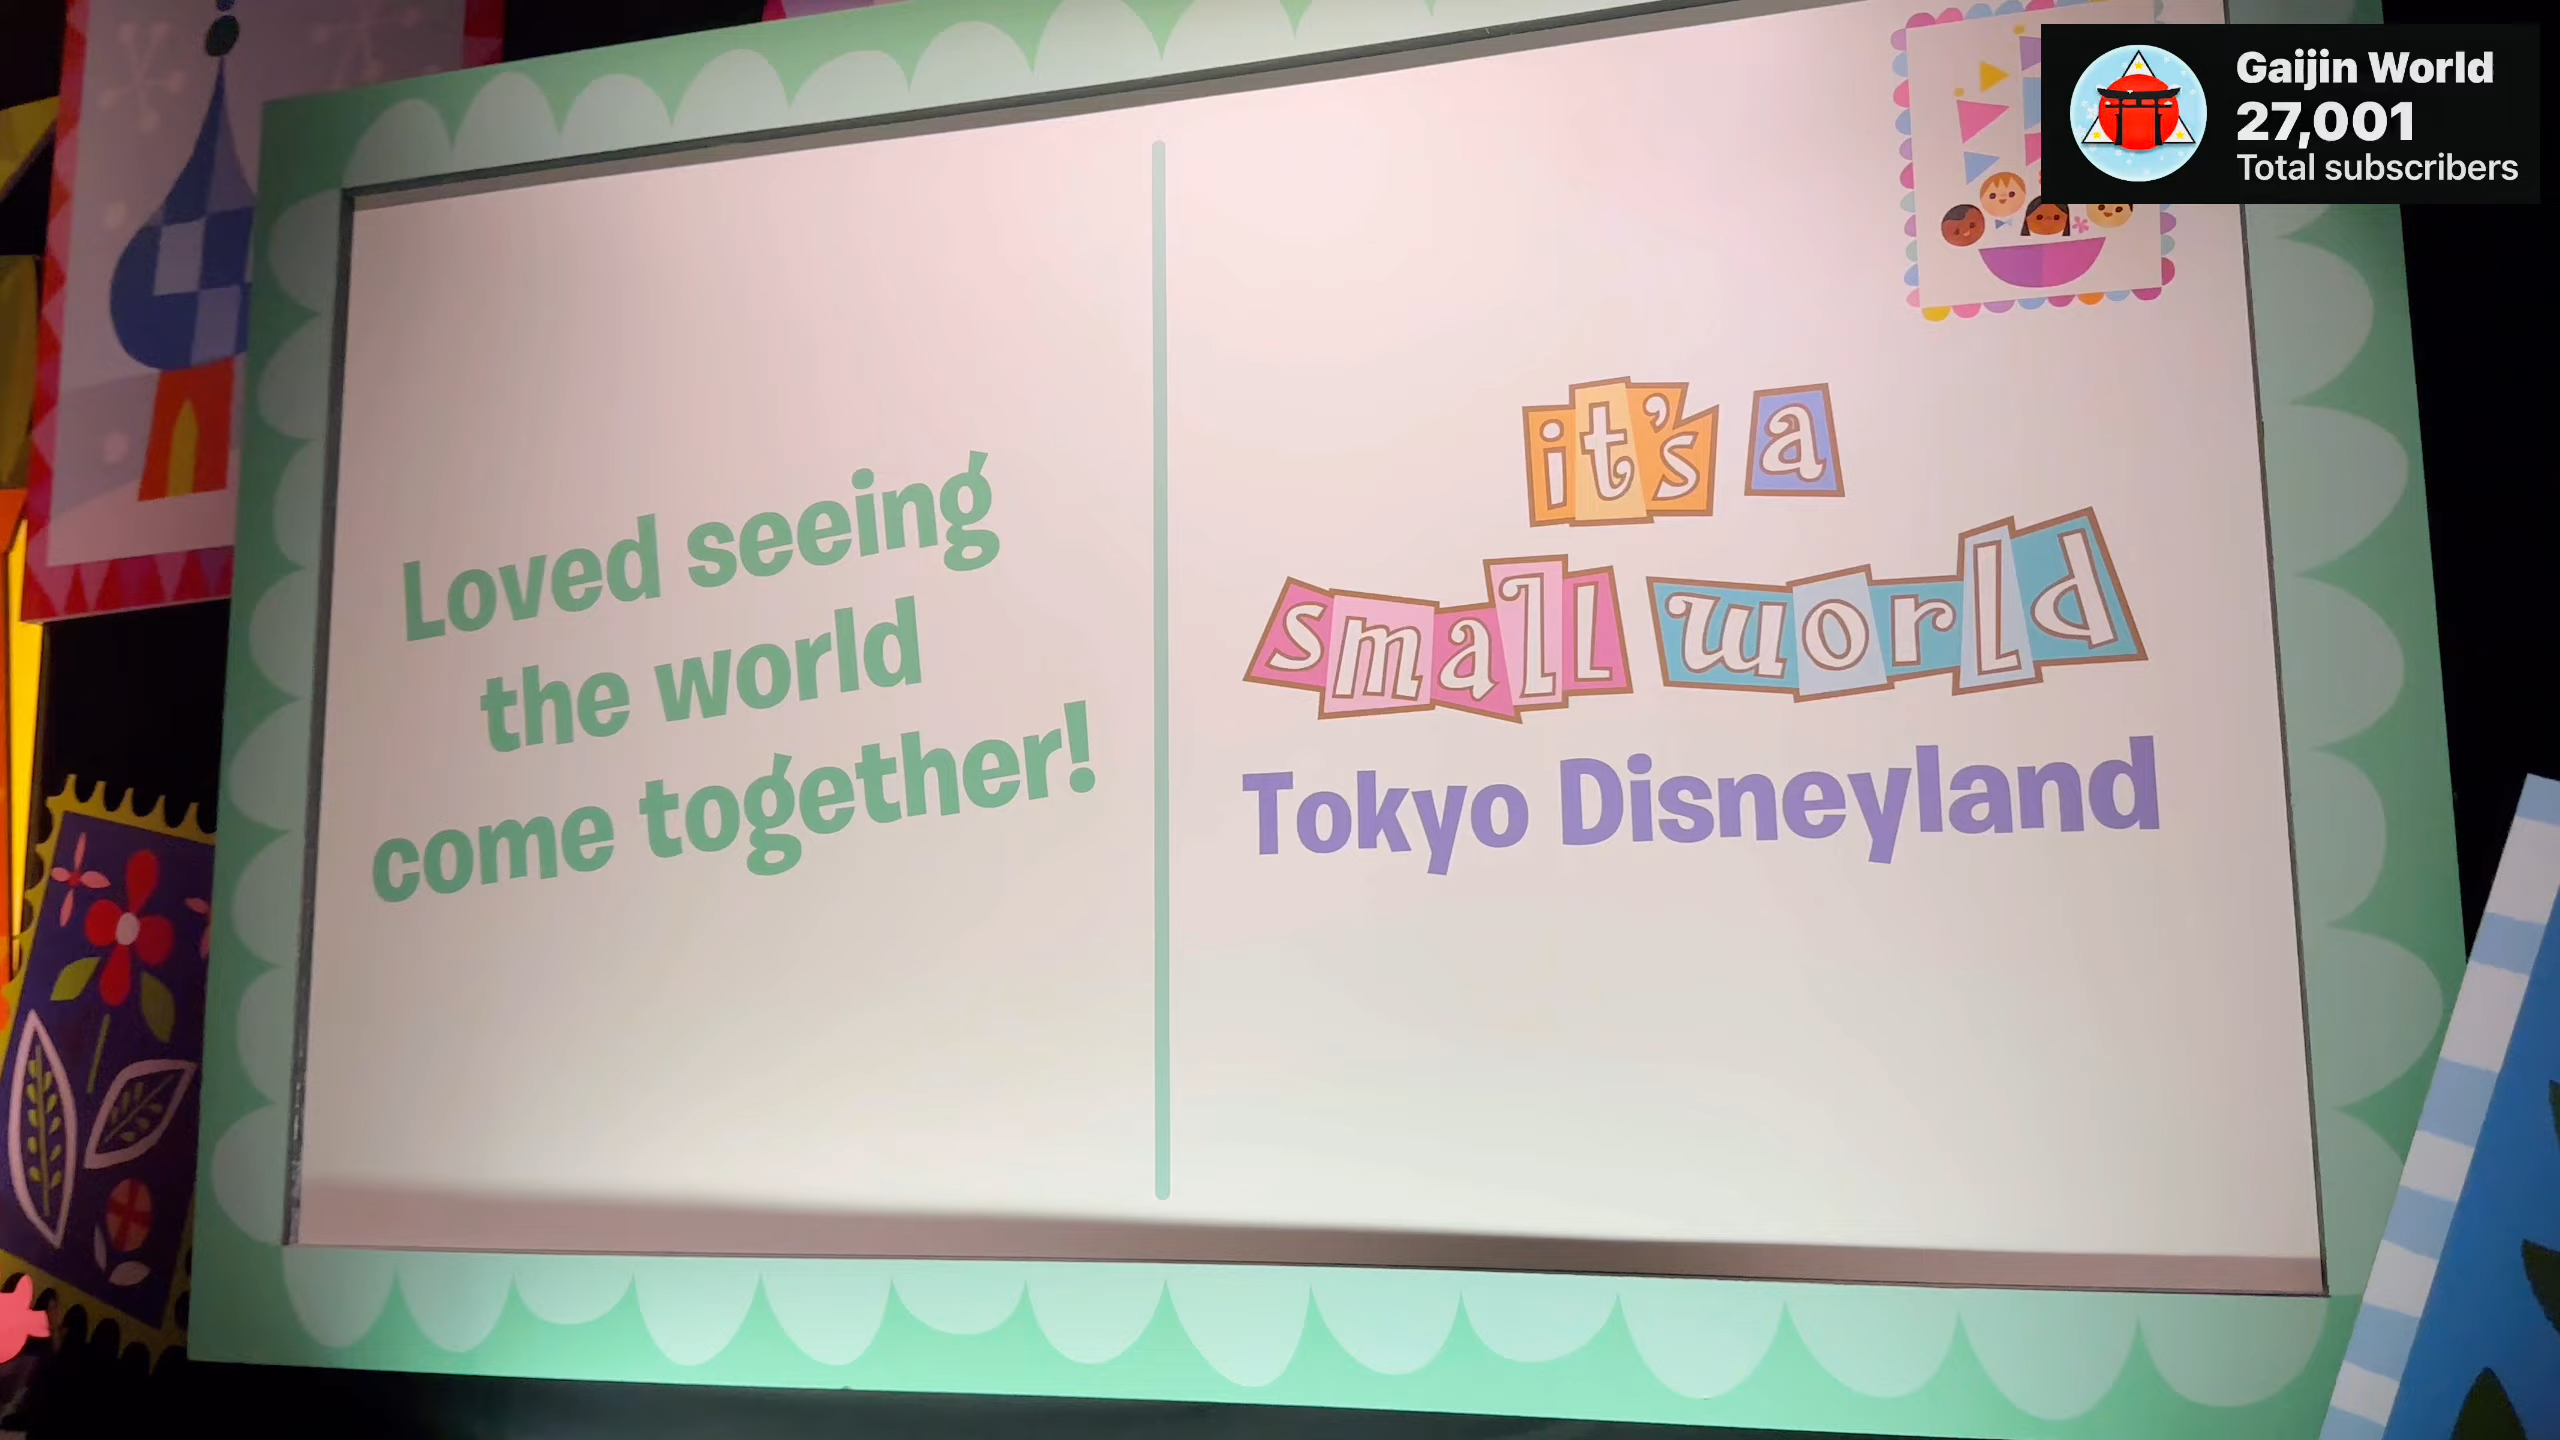 Loved seeing
the world
come together!
it's a
small world
Tokyo Disneyland
Gaijin World
27,001
Total subscribers